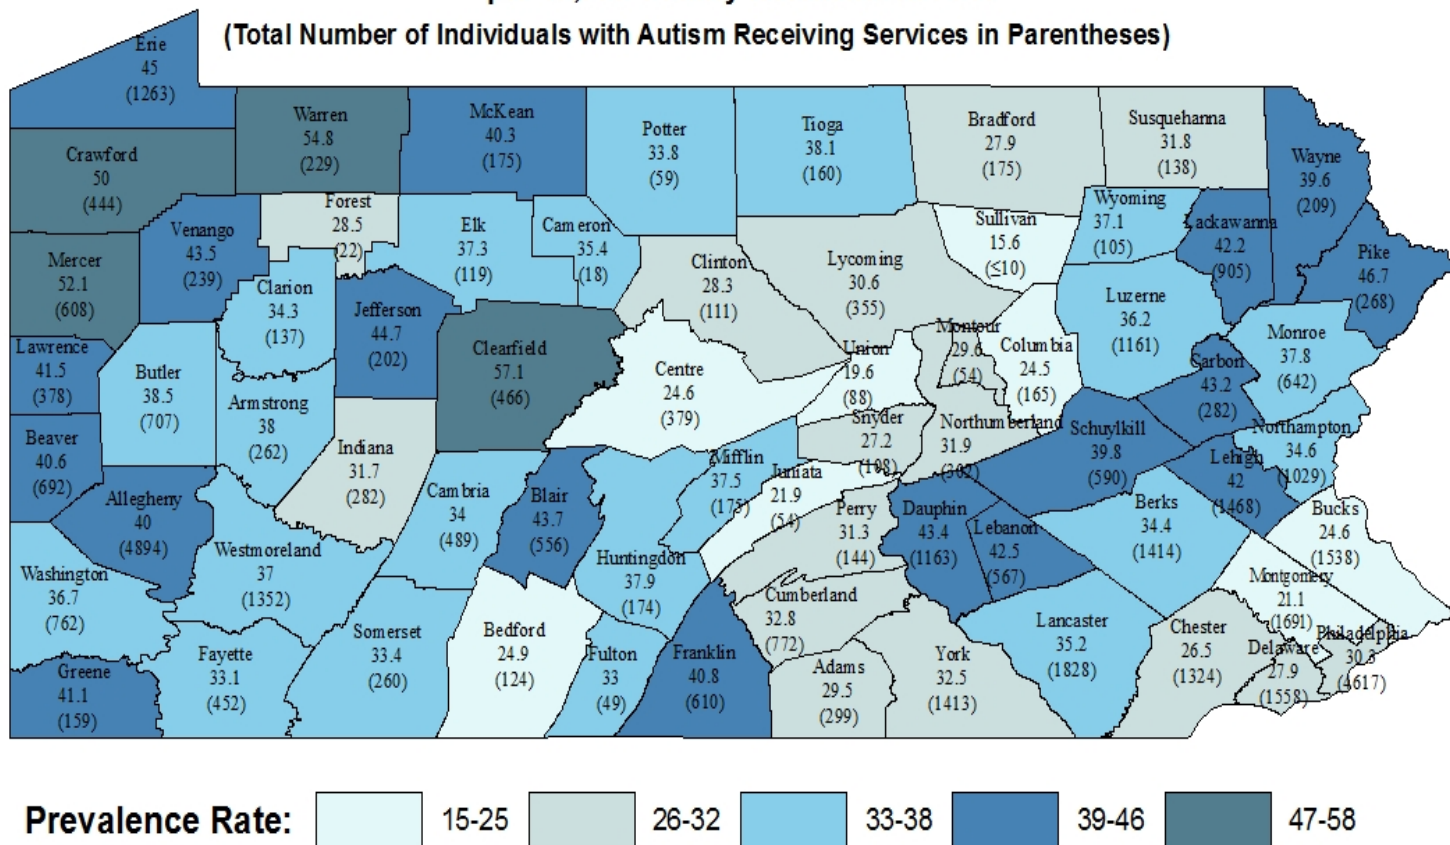 (Total Number of Individuals with Autism Receiving Services in Parentheses)
Erie
45
(1263)
Warren
54.8
(229)
McKean
40.3
(175)
Potter
33.8
(59)
Tioga
38.1
(160)
Bradford
27.9
(175)
Susquehanna
31.8
(138)
Wayne
39.6
(209)
Crawford
50
(444)
Forest
28.5
(22)
Venango
43.5
(239)
Elk
37.3
(119)
Cameron
35.4
(18)
Sullivan
15.6
(≤10)
Wyoming
37.1
(105)
Lackawanna
42.2
(905)
Pike
46.7
(268)
Mercer
52.1
(608)
Clarion
34.3
(137)
Jefferson
44.7
(202)
Clinton
28.3
(111)
Lycoming
30.6
(355)
Luzerne
36.2
(1161)
Monroe
37.8
(642)
Lawrence
41.5
(378)
Butler
38.5
(707)
Clearfield
57.1
(466)
Centre
24.6
(379)
Union
19.6
(88)
Montour
29.6
(54)
Columbia
24.5
(165)
Carbon
43.2
(282)
Armstrong
38
(262)
Beaver
40.6
(692)
Indiana
31.7
(282)
Snyder
27.2
(108)
Northumberland
31.9
(302)
Schuylkill
39.8
(590)
Northampton
34.6
(1029)
Lehigh
42
(1468)
Allegheny
40
(4894)
Cambria
34
(489)
Blair
43.7
(556)
Mifflin
37.5
(175)
Juniata
21.9
(54)
Perry
31.3
(144)
Dauphin
43.4
(1163)
Lebanon
42.5
(567)
Berks
34.4
(1414)
Bucks
24.6
(1538)
Westmoreland
37
(1352)
Washington
36.7
(762)
Huntingdon
37.9
(174)
Cumberland
32.8
(772)
Montgomery
21.1
(1691)
Greene
41.1
(159)
Fayette
33.1
(452)
Somerset
33.4
(260)
Bedford
24.9
(124)
Fulton
33
(49)
Franklin
40.8
(610)
Adams
29.5
(299)
York
32.5
(1413)
Lancaster
35.2
(1828)
Chester
26.5
(1324)
Delaware
27.9
(1558)
Philadelphia
30.3
(4617)
Prevalence Rate: 15-25 26-32 33-38 39-46 47-58